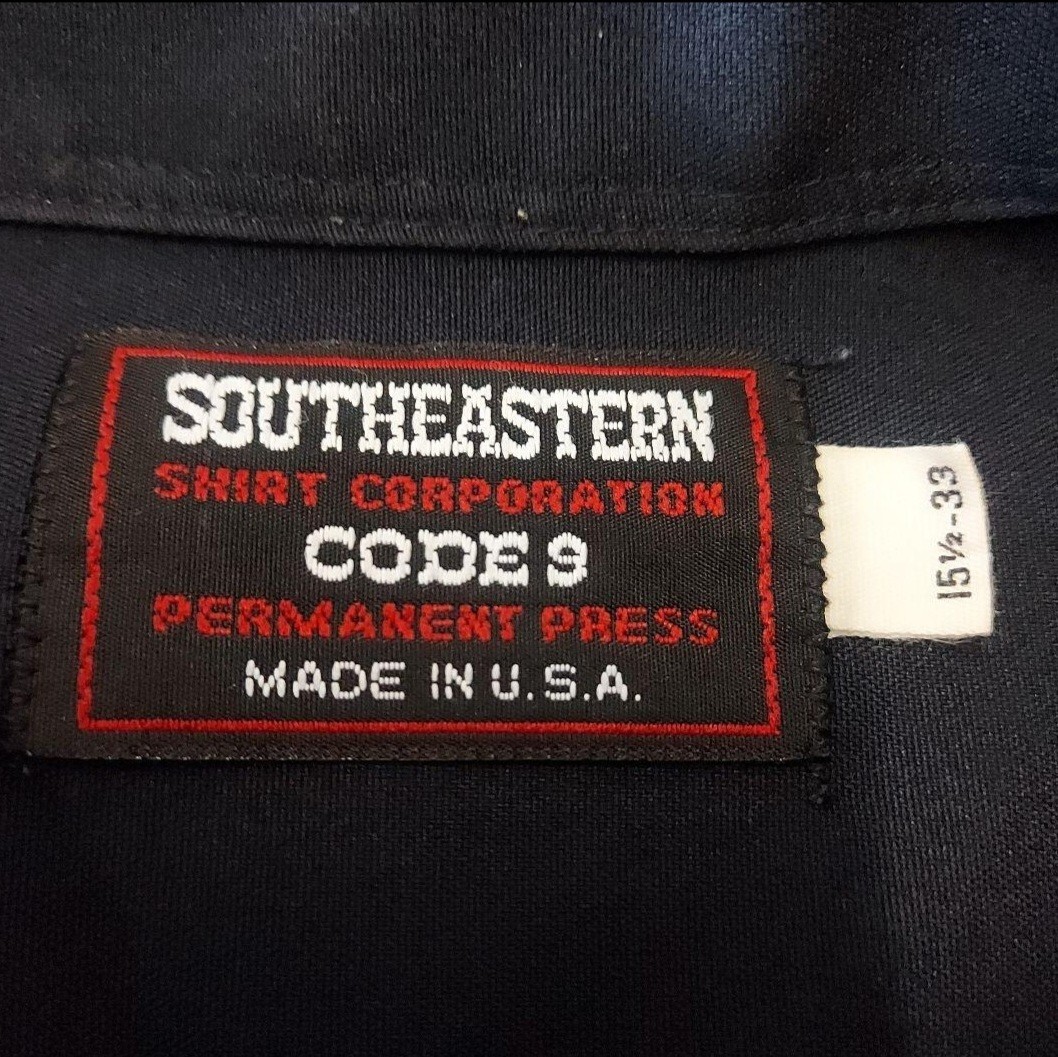 SOUTHEASTERN
SHIRT CORPORATION
CODE 9
PERMANENT PRESS
MADE IN U.S.A.
15½-33